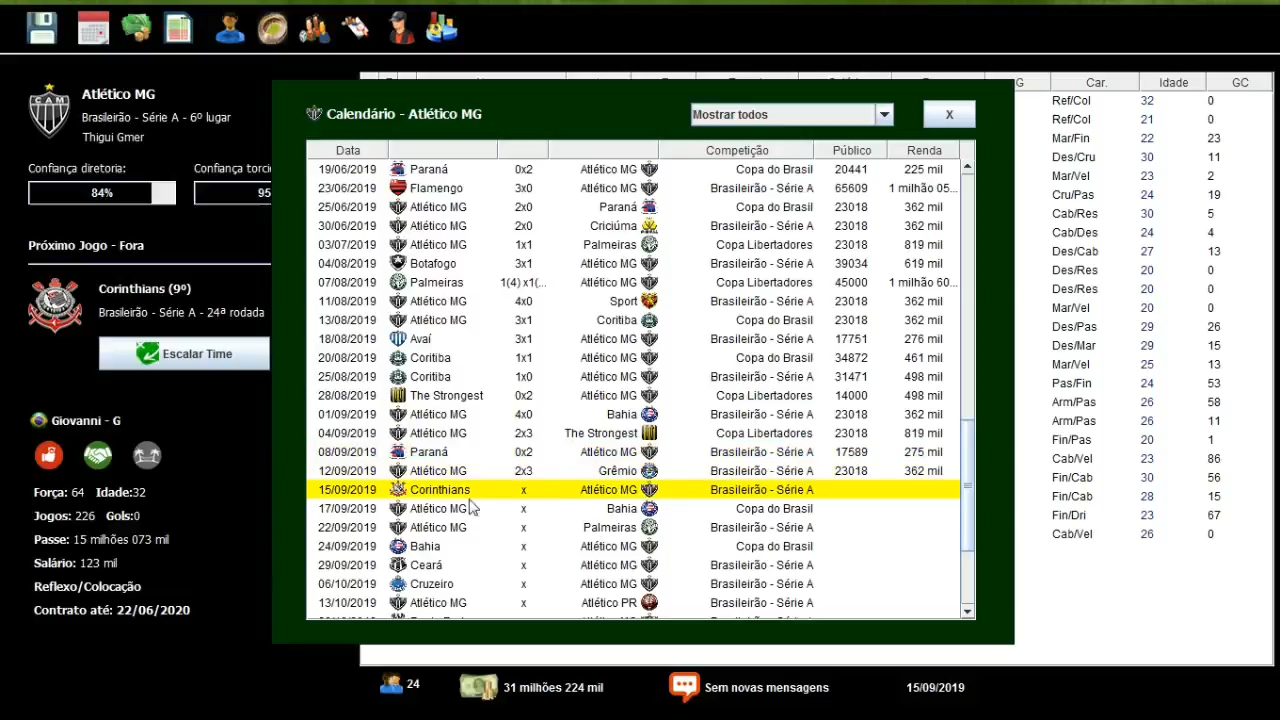 Atlético MG
Brasileirão - Série A - 6º lugar
Thigui Gmer
Confiança diretoria:
Confiança torcic
84%
95
Próximo Jogo - Fora
Corinthians (9º)
Brasileirão - Série A - 24ª rodada
Escalar Time
Giovanni - G
Força: 64 Idade:32
Jogos: 226 Gols:0
Passe: 15 milhões 073 mil
Salário: 123 mil
Reflexo/Colocação
Contrato até: 22/06/2020
Calendário - Atlético MG
Mostrar todos
X
Data Competição Público Renda
19/06/2019 Paraná 0x2 Atlético MG Copa do Brasil 20441 225 mil
23/06/2019 Flamengo 3x0 Atlético MG Brasileirão - Série A 65609 1 milhão 05...
25/06/2019 Atlético MG 2x0 Paraná Copa do Brasil 23018 362 mil
30/06/2019 Atlético MG 2x0 Criciúma Brasileirão - Série A 23018 362 mil
03/07/2019 Atlético MG 1x1 Palmeiras Copa Libertadores 23018 819 mil
04/08/2019 Botafogo 3x1 Atlético MG Brasileirão - Série A 39034 619 mil
07/08/2019 Palmeiras 1(4) x1(... Atlético MG Copa Libertadores 45000 1 milhão 60...
11/08/2019 Atlético MG 4x0 Sport Brasileirão - Série A 23018 362 mil
13/08/2019 Atlético MG 3x1 Coritiba Copa do Brasil 23018 362 mil
18/08/2019 Avaí 3x1 Atlético MG Brasileirão - Série A 17751 276 mil
20/08/2019 Coritiba 1x1 Atlético MG Copa do Brasil 34872 461 mil
25/08/2019 Coritiba 1x0 Atlético MG Brasileirão - Série A 31471 498 mil
28/08/2019 The Strongest 0x2 Atlético MG Copa Libertadores 14000 498 mil
01/09/2019 Atlético MG 4x0 Bahia Brasileirão - Série A 23018 362 mil
04/09/2019 Atlético MG 2x3 The Strongest Copa Libertadores 23018 819 mil
08/09/2019 Paraná 0x2 Atlético MG Brasileirão - Série A 17589 275 mil
12/09/2019 Atlético MG 2x3 Grêmio Brasileirão - Série A 23018 362 mil
15/09/2019 Corinthians x Atlético MG Brasileirão - Série A
17/09/2019 Atlético MG x Bahia Copa do Brasil
22/09/2019 Atlético MG x Palmeiras Brasileirão - Série A
24/09/2019 Bahia x Atlético MG Copa do Brasil
29/09/2019 Ceará x Atlético MG Brasileirão - Série A
06/10/2019 Cruzeiro x Atlético MG Brasileirão - Série A
13/10/2019 Atlético MG x Atlético PR Brasileirão - Série A
G Car. Idade GC
Ref/Col 32 0
Ref/Col 21 0
Mar/Fin 22 23
Des/Cru 30 11
Mar/Vel 23 2
Cru/Pas 24 19
Cab/Res 30 5
Cab/Des 24 4
Des/Cab 27 13
Des/Res 20 0
Des/Res 20 0
Mar/Vel 20 0
Des/Pas 29 26
Des/Mar 29 15
Mar/Vel 25 13
Pas/Fin 24 53
Arm/Pas 26 58
Arm/Pas 26 11
Fin/Pas 20 1
Cab/Vel 23 86
Fin/Cab 30 56
Fin/Cab 28 15
Fin/Dri 23 67
Cab/Vel 26 0
24
31 milhões 224 mil
Sem novas mensagens
15/09/2019